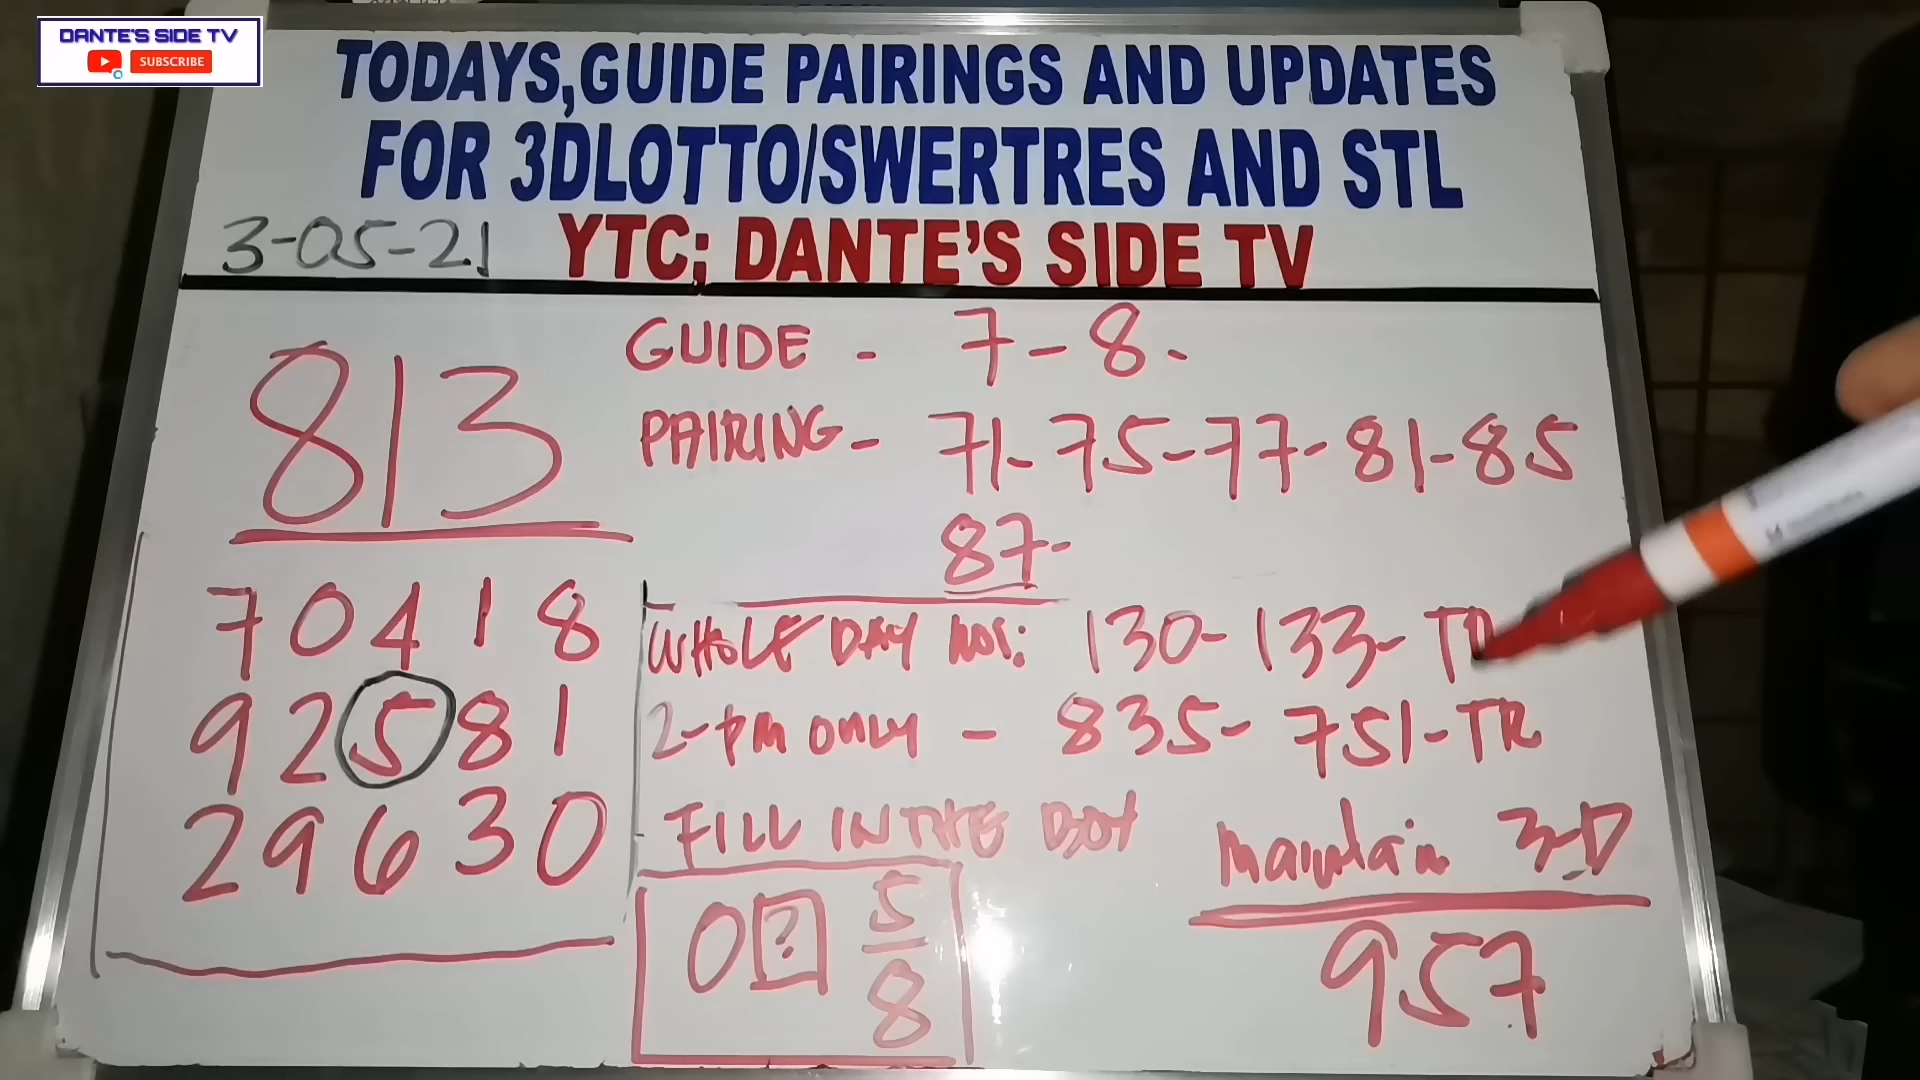 DANTE'S SIDE TV
SUBSCRIBE
TODAYS,GUIDE PAIRINGS AND UPDATES
FOR 3DLOTTO/SWERTRES AND STL
3-05-21 YTC; DANTE'S SIDE TV
813
GUIDE - 7-8-
PAIRING - 71-75-77-81-85
87-
70418
92581
29630
WHOLE DAY NOS: 130-133-
2-pm only - 835-751-TR
FILL IN THE BOX
0 ? 5
8
Maintain 3-D
957